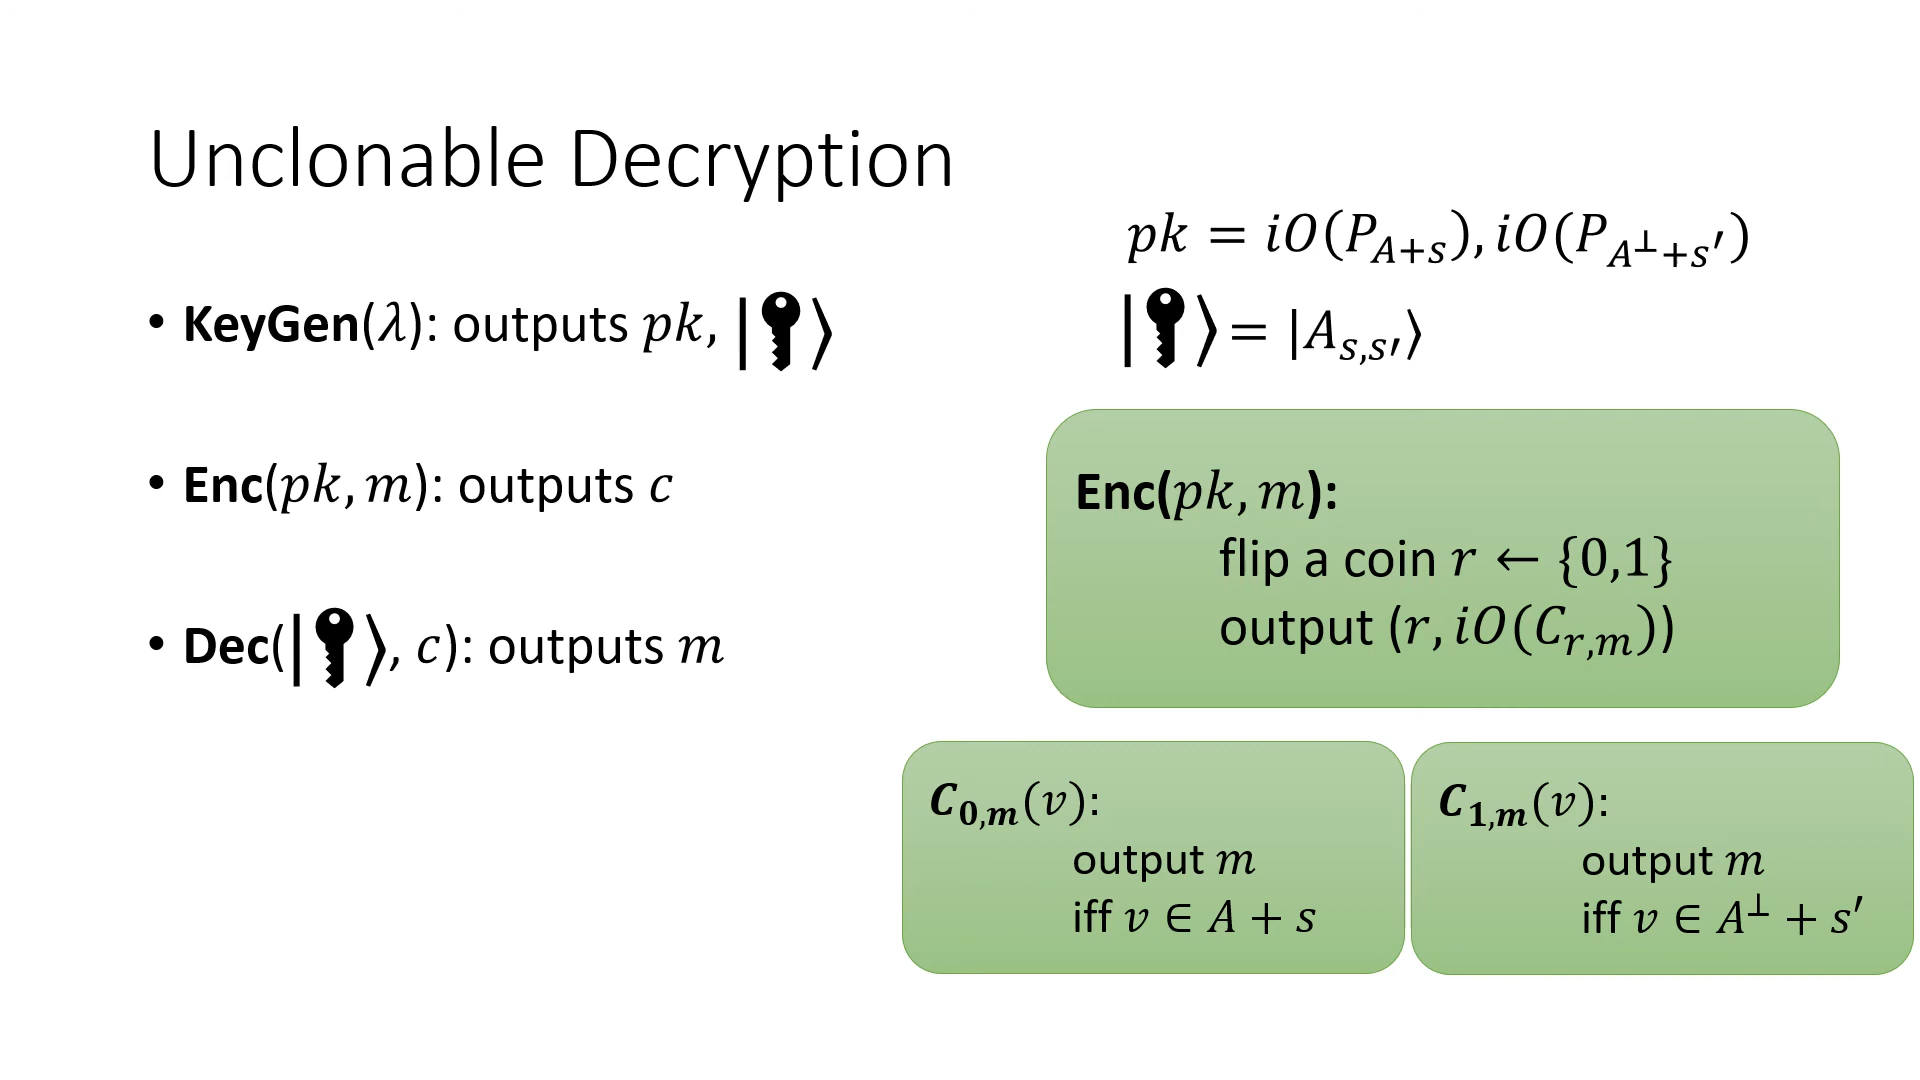 Unclonable Decryption
• KeyGen(λ): outputs pk, | ⟩
• Enc(pk, m): outputs c
• Dec(| ⟩, c): outputs m
pk = iO(P_{A+s}), iO(P_{A^⊥+s′})
| ⟩ = |A_{s,s′}⟩
Enc(pk, m):
flip a coin r ← {0,1}
output (r, iO(C_{r,m}))
C_{0,m}(v):
output m
iff v ∈ A + s
C_{1,m}(v):
output m
iff v ∈ A^⊥ + s′